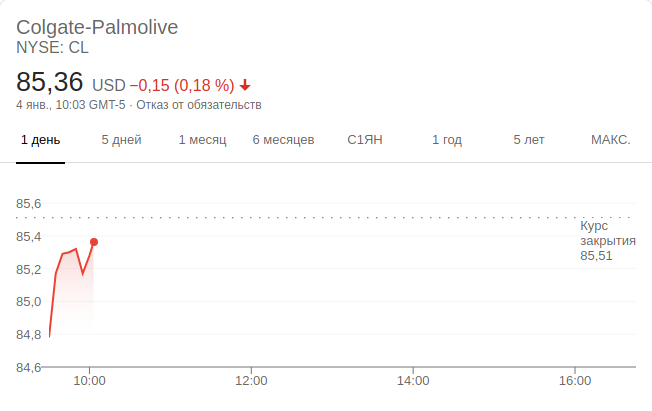 Colgate-Palmolive
NYSE: CL
85,36 USD −0,15 (0,18 %)
4 янв., 10:03 GMT-5 · Отказ от обязательств
1 день 5 дней 1 месяц 6 месяцев С1ЯН 1 год 5 лет МАКС.
85,6
Курс
85,4
закрытия
85,51
85,2
85,0
84,8
84,6
10:00 12:00 14:00 16:00